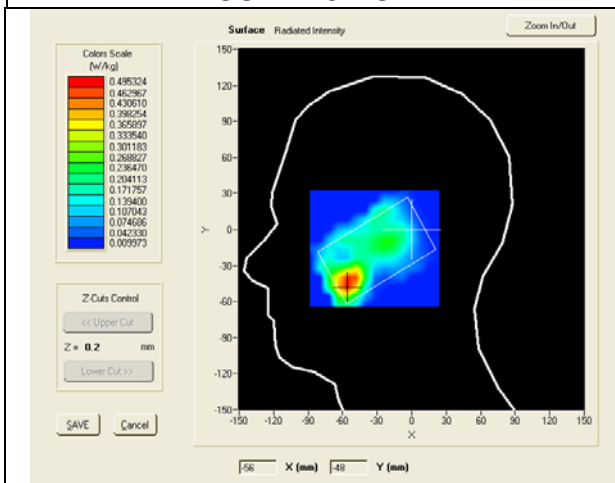 Surface Radiated Intensity
Zoom In/Out
Colors Scale
(W/kg)
0.495324
0.462967
0.430610
0.398254
0.365897
0.333540
0.301183
0.268827
0.236470
0.204113
0.171757
0.139400
0.107043
0.074686
0.042330
0.009973
Z-Cuts Control
<< Upper Cut
Z = 0.2 mm
Lower Cut >>
SAVE Cancel
150
120
90
60
30
0
-30
-60
-90
-120
-150
Y
-150 -120 -90 -60 -30 0 30 60 90 120 150
X
-56 X (mm) -48 Y (mm)